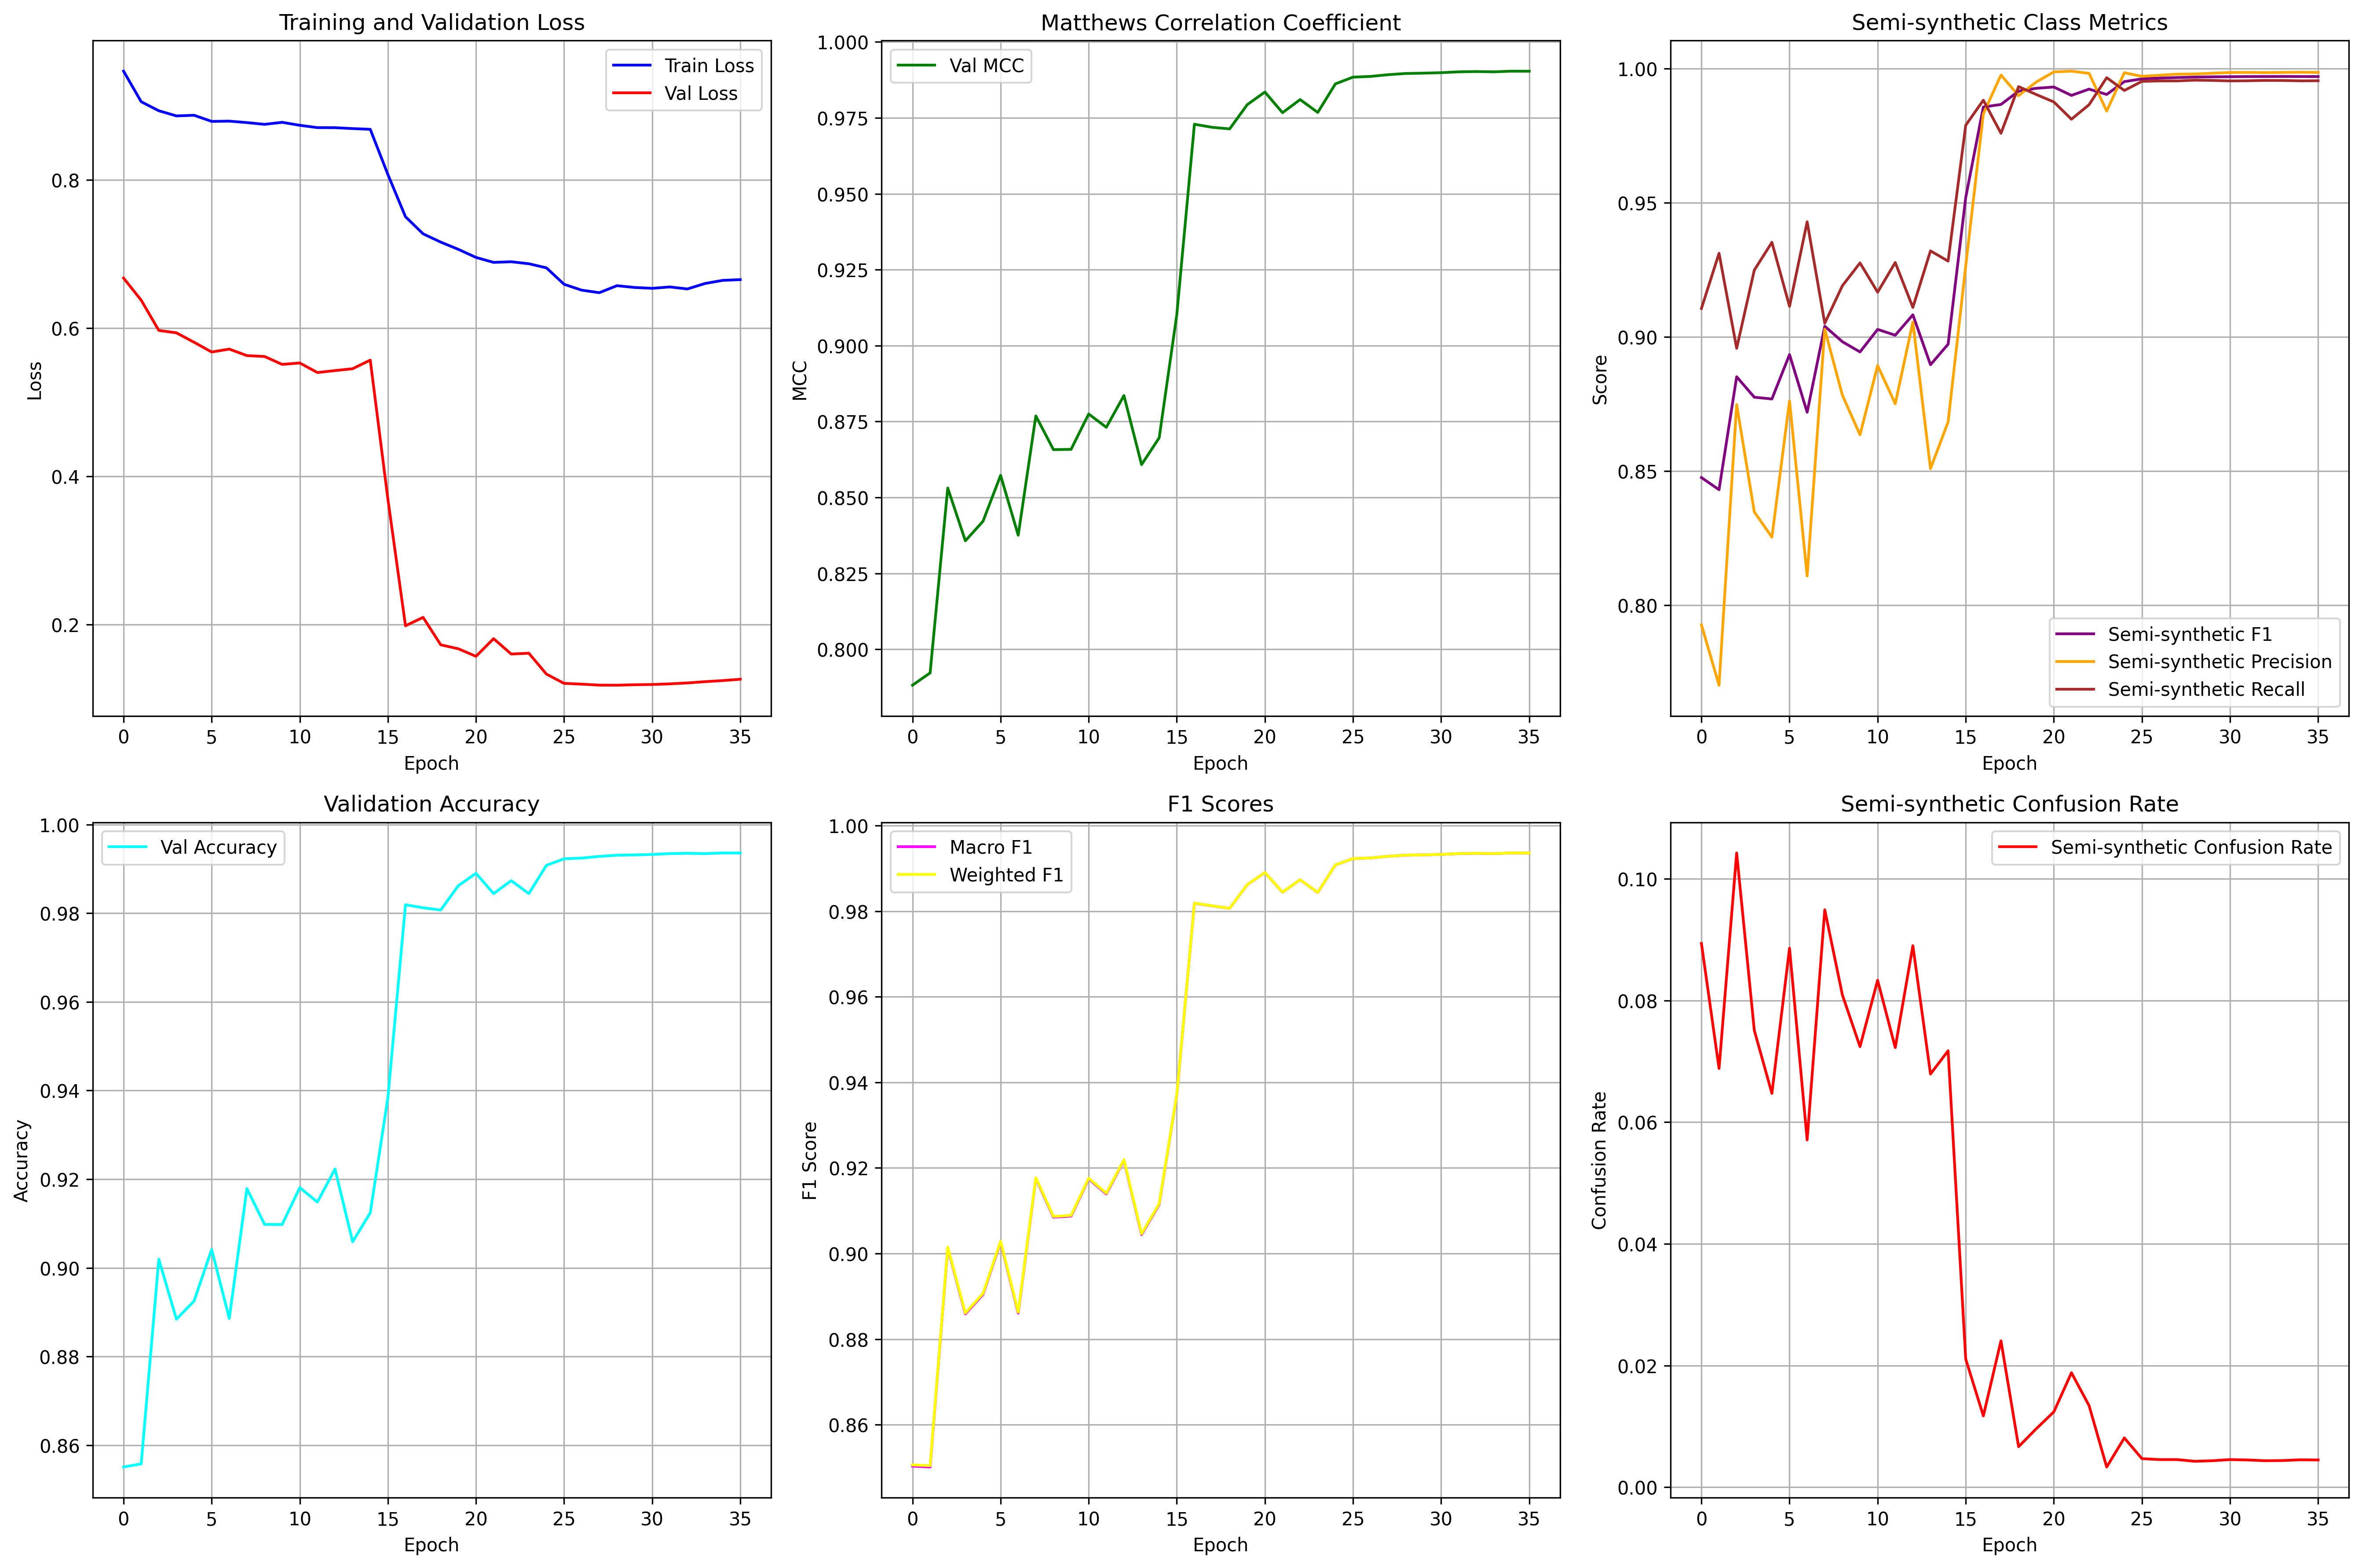 Training and Validation Loss
Train Loss
Val Loss
Loss
0.8
0.6
0.4
0.2
0 5 10 15 20 25 30 35
Epoch
Matthews Correlation Coefficient
Val MCC
MCC
1.000
0.975
0.950
0.925
0.900
0.875
0.850
0.825
0.800
0 5 10 15 20 25 30 35
Epoch
Semi-synthetic Class Metrics
Score
1.00
0.95
0.90
0.85
0.80
Semi-synthetic F1
Semi-synthetic Precision
Semi-synthetic Recall
0 5 10 15 20 25 30 35
Epoch
Validation Accuracy
Val Accuracy
Accuracy
1.00
0.98
0.96
0.94
0.92
0.90
0.88
0.86
0 5 10 15 20 25 30 35
Epoch
F1 Scores
Macro F1
Weighted F1
F1 Score
1.00
0.98
0.96
0.94
0.92
0.90
0.88
0.86
0 5 10 15 20 25 30 35
Epoch
Semi-synthetic Confusion Rate
Semi-synthetic Confusion Rate
Confusion Rate
0.10
0.08
0.06
0.04
0.02
0.00
0 5 10 15 20 25 30 35
Epoch